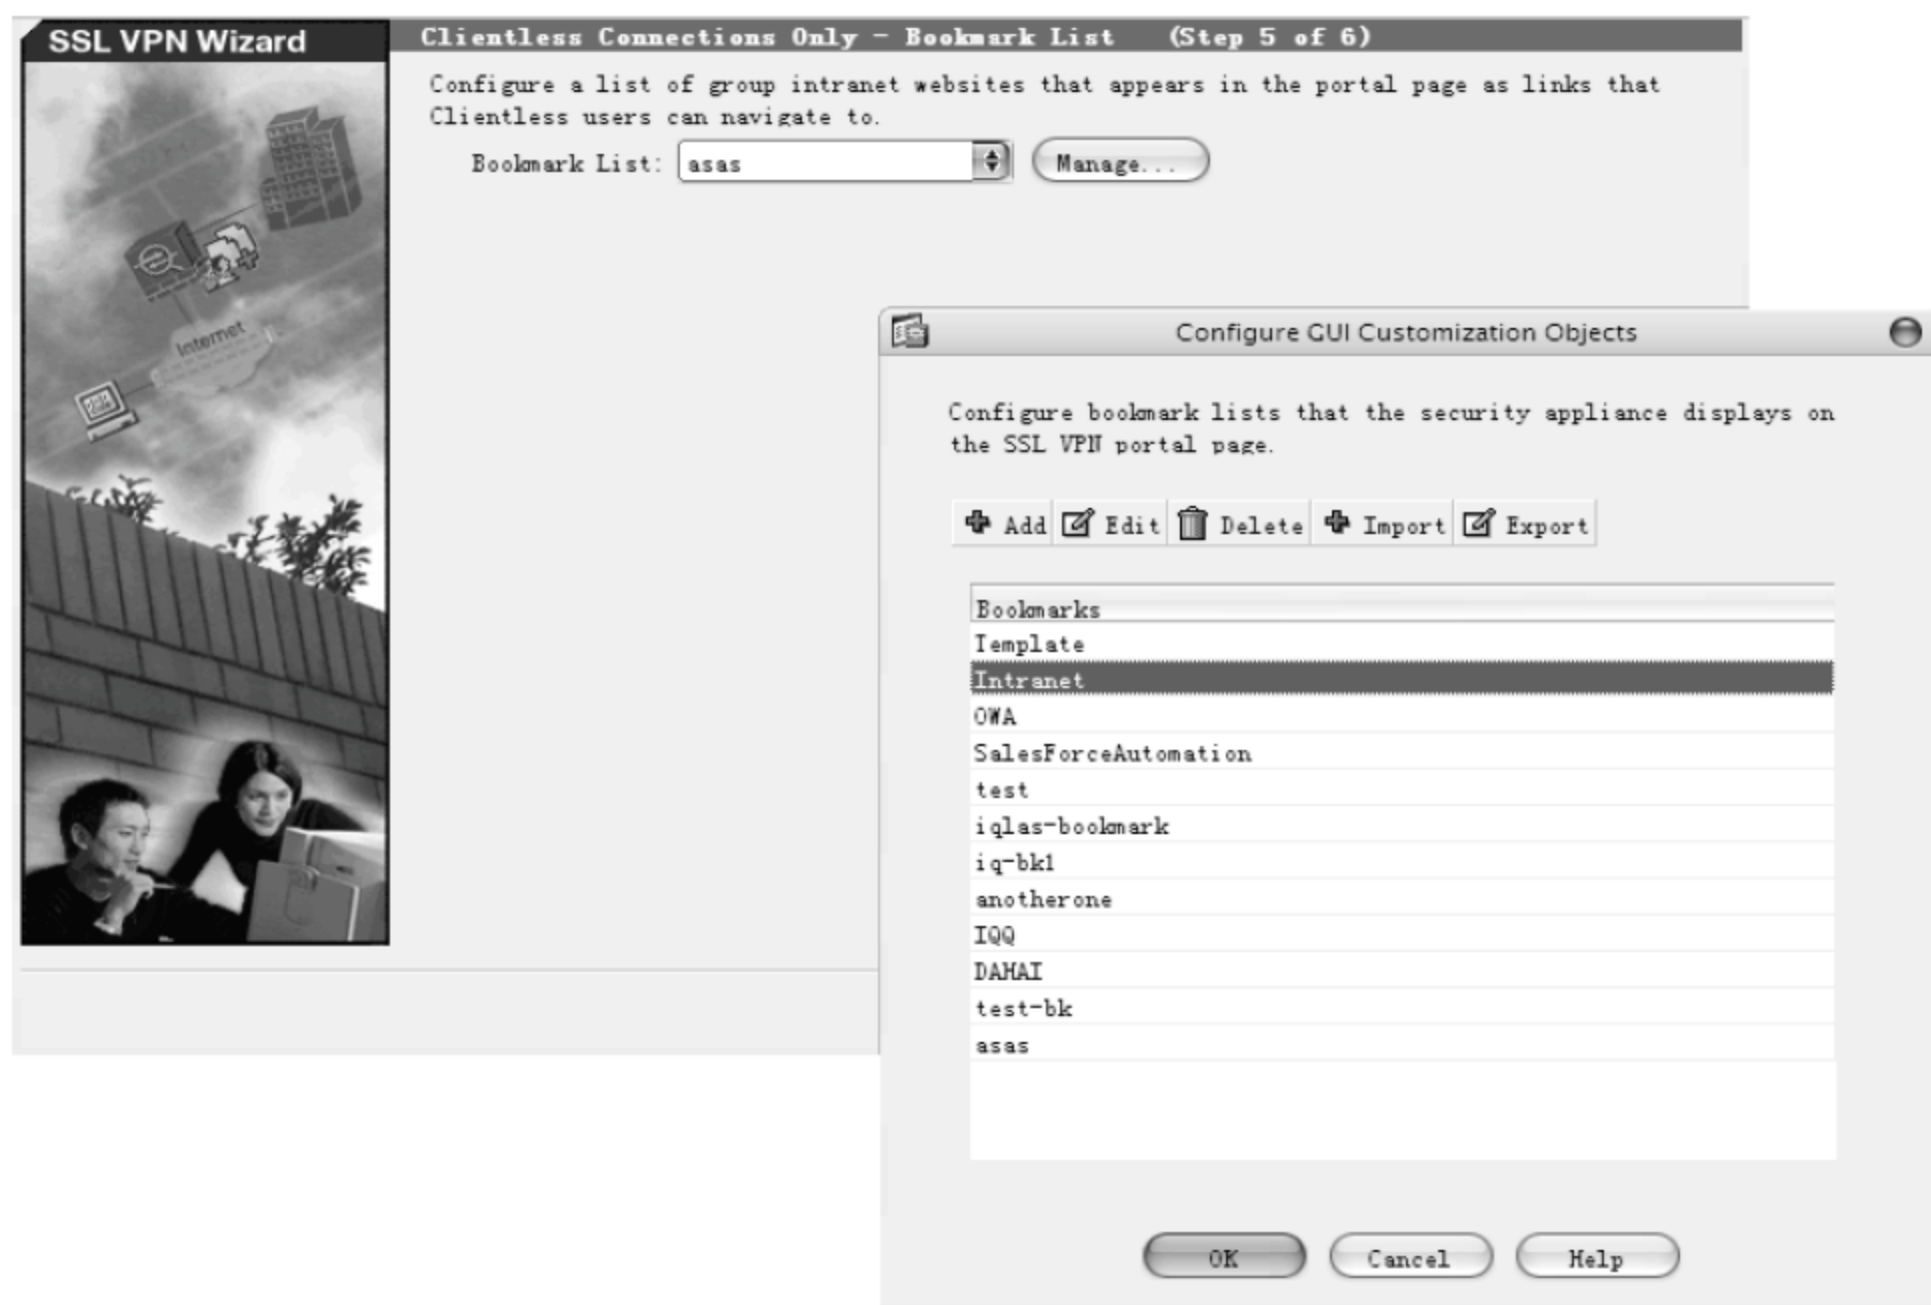 SSL VPN Wizard
Clientless Connections Only - Bookmark List (Step 5 of 6)
Configure a list of group intranet websites that appears in the portal page as links that
Clientless users can navigate to.
Bookmark List: asas Manage...
Internet
Configure GUI Customization Objects
Configure bookmark lists that the security appliance displays on
the SSL VPN portal page.
Add Edit Delete Import Export
Bookmarks
Template
Intranet
OWA
SalesForceAutomation
test
iqlas-bookmark
iq-bk1
anotherone
IQQ
DAHAI
test-bk
asas
OK Cancel Help